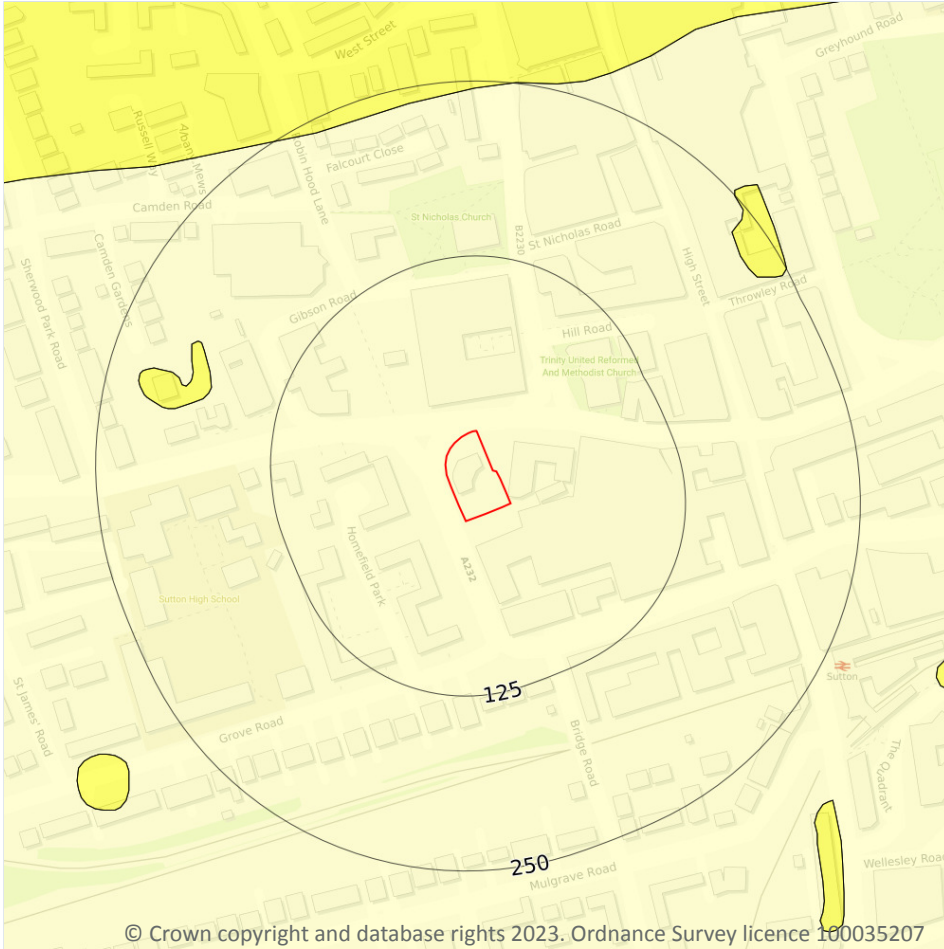 West Street
Greyhound Road
Russell Way
Albany Mews
Robin Hood Lane
Falcourt Close
Camden Road
St Nicholas Church
B2230
St Nicholas Road
Camden Gardens
Sherwood Park Road
High Street
Gibson Road
Throwley Road
Hill Road
Trinity United Reformed
And Methodist Church
Homefield Park
A232
Sutton High School
St James' Road
125
Sutton
Grove Road
Bridge Road
The Quadrant
250
Mulgrave Road
Wellesley Road
© Crown copyright and database rights 2023. Ordnance Survey licence 100035207